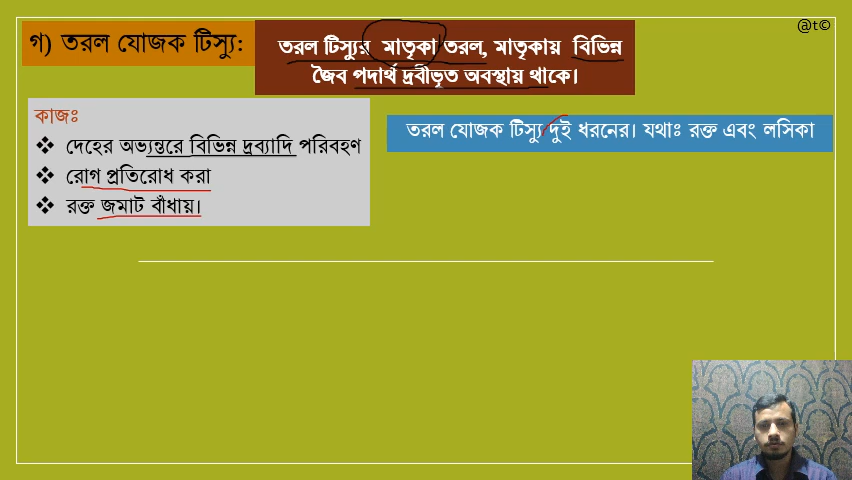 গ) তরল যোজক টিস্যু:
তরল টিস্যুর মাতৃকা তরল, মাতৃকায় বিভিন্ন
জৈব পদার্থ দ্রবীভূত অবস্থায় থাকে।
@t©
কাজঃ
❖ দেহের অভ্যন্তরে বিভিন্ন দ্রব্যাদি পরিবহণ
❖ রোগ প্রতিরোধ করা
❖ রক্ত জমাট বাঁধায়।
তরল যোজক টিস্যু দুই ধরনের। যথাঃ রক্ত এবং লসিকা